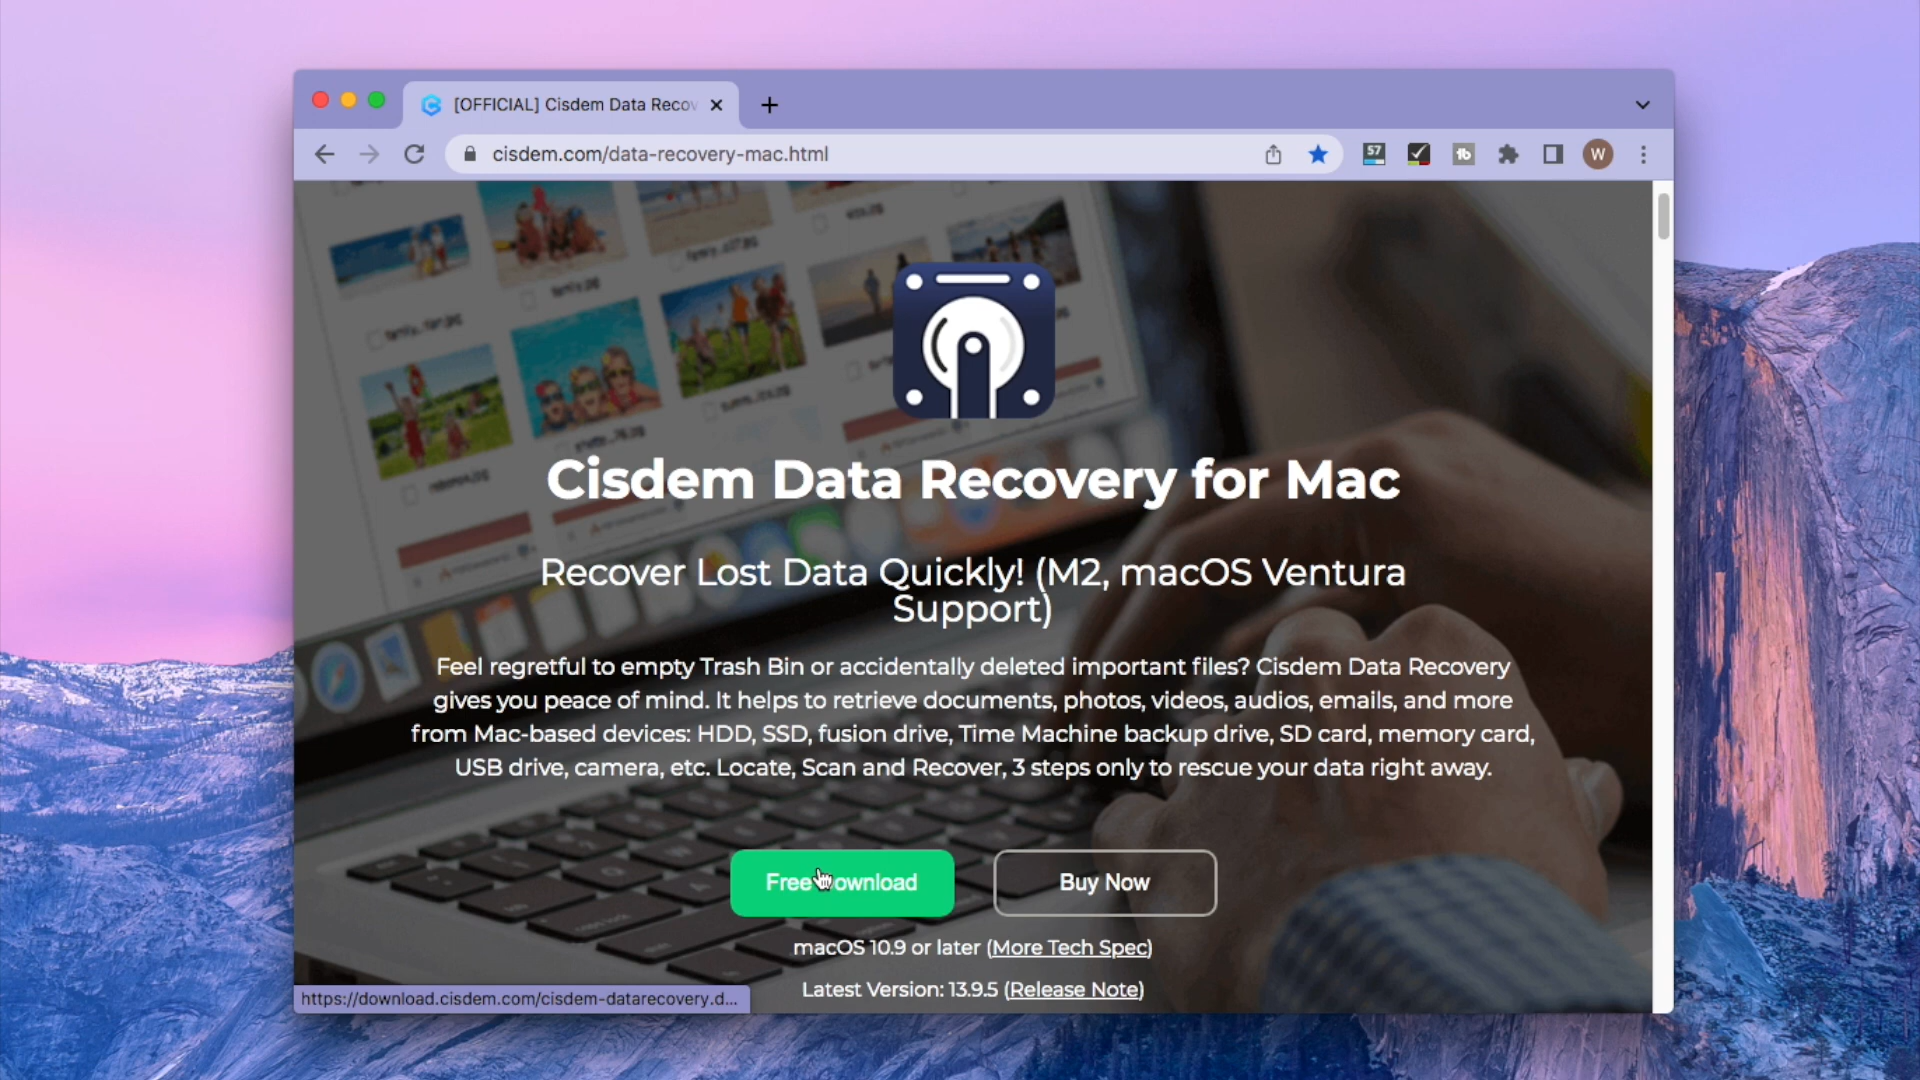 [OFFICIAL] Cisdem Data Recov
cisdem.com/data-recovery-mac.html
57
W
Cisdem Data Recovery for Mac
Recover Lost Data Quickly! (M2, macOS Ventura
Support)
Feel regretful to empty Trash Bin or accidentally deleted important files? Cisdem Data Recovery
gives you peace of mind. It helps to retrieve documents, photos, videos, audios, emails, and more
from Mac-based devices: HDD, SSD, fusion drive, Time Machine backup drive, SD card, memory card,
USB drive, camera, etc. Locate, Scan and Recover, 3 steps only to rescue your data right away.
Free Download
Buy Now
macOS 10.9 or later (More Tech Spec)
Latest Version: 13.9.5 (Release Note)
https://download.cisdem.com/cisdem-datarecovery.d...